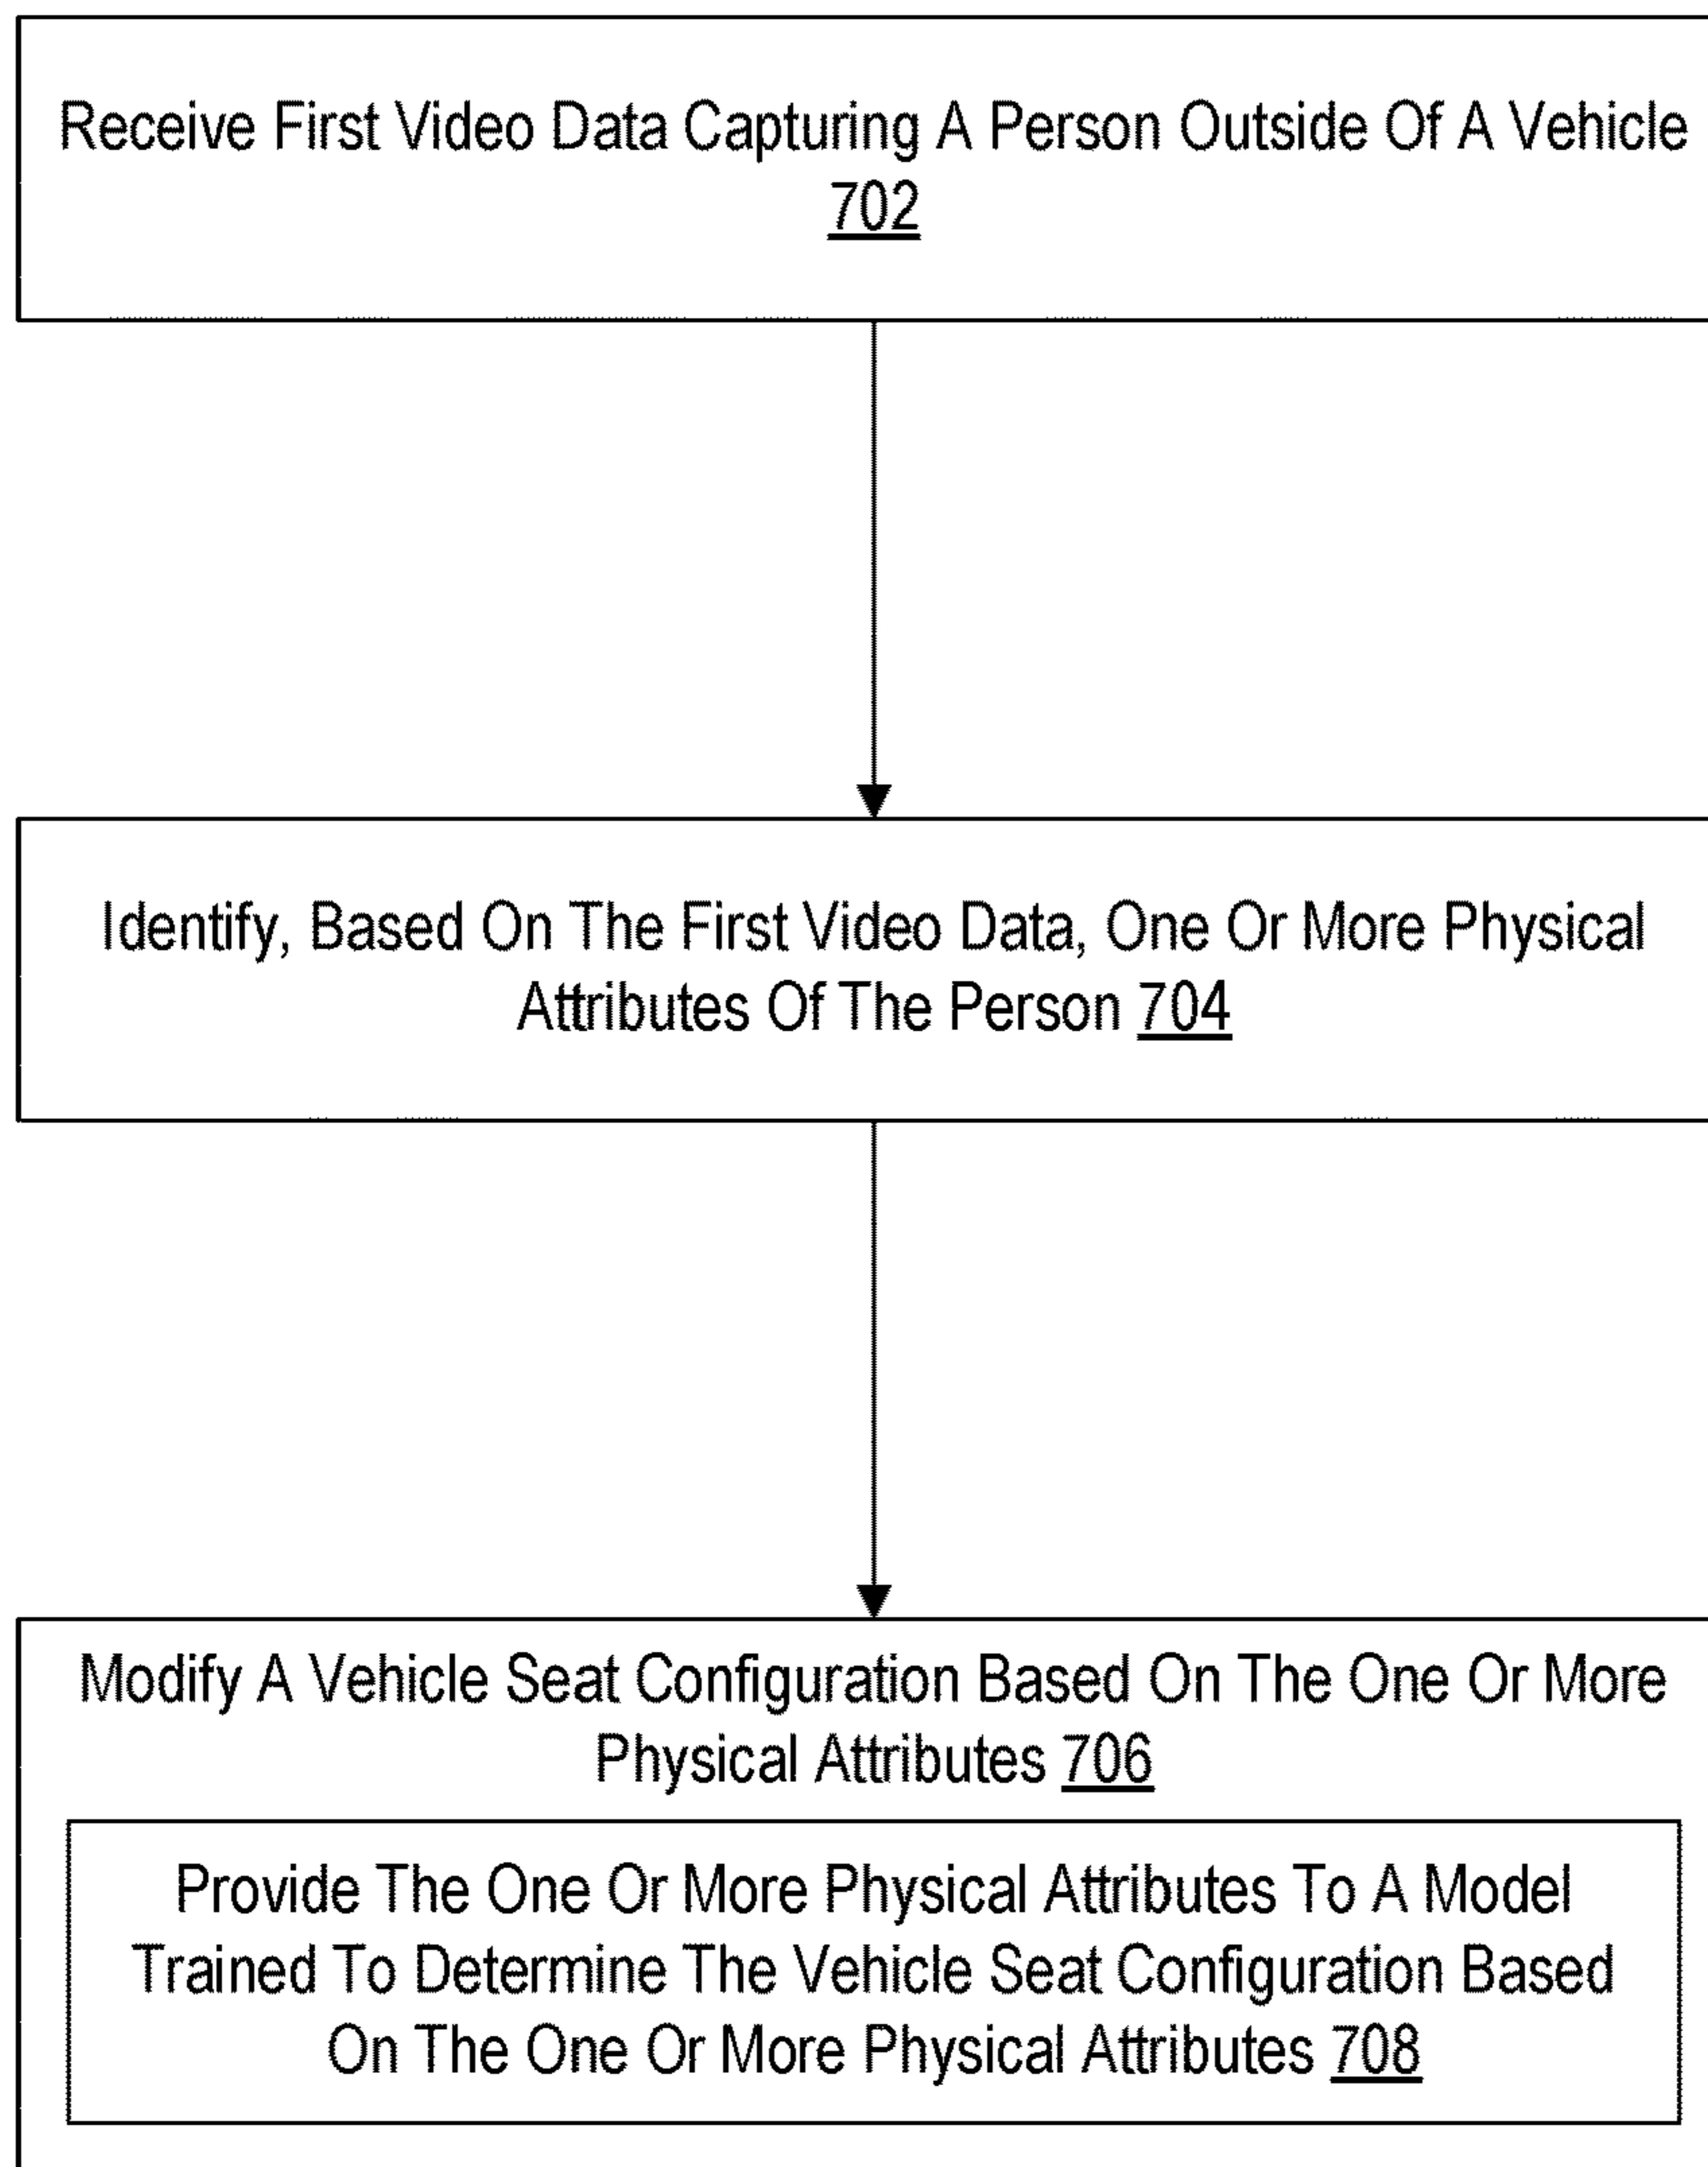 Receive First Video Data Capturing A Person Outside Of A Vehicle
702
Identify, Based On The First Video Data, One Or More Physical
Attributes Of The Person 704
Modify A Vehicle Seat Configuration Based On The One Or More
Physical Attributes 706
Provide The One Or More Physical Attributes To A Model
Trained To Determine The Vehicle Seat Configuration Based
On The One Or More Physical Attributes 708